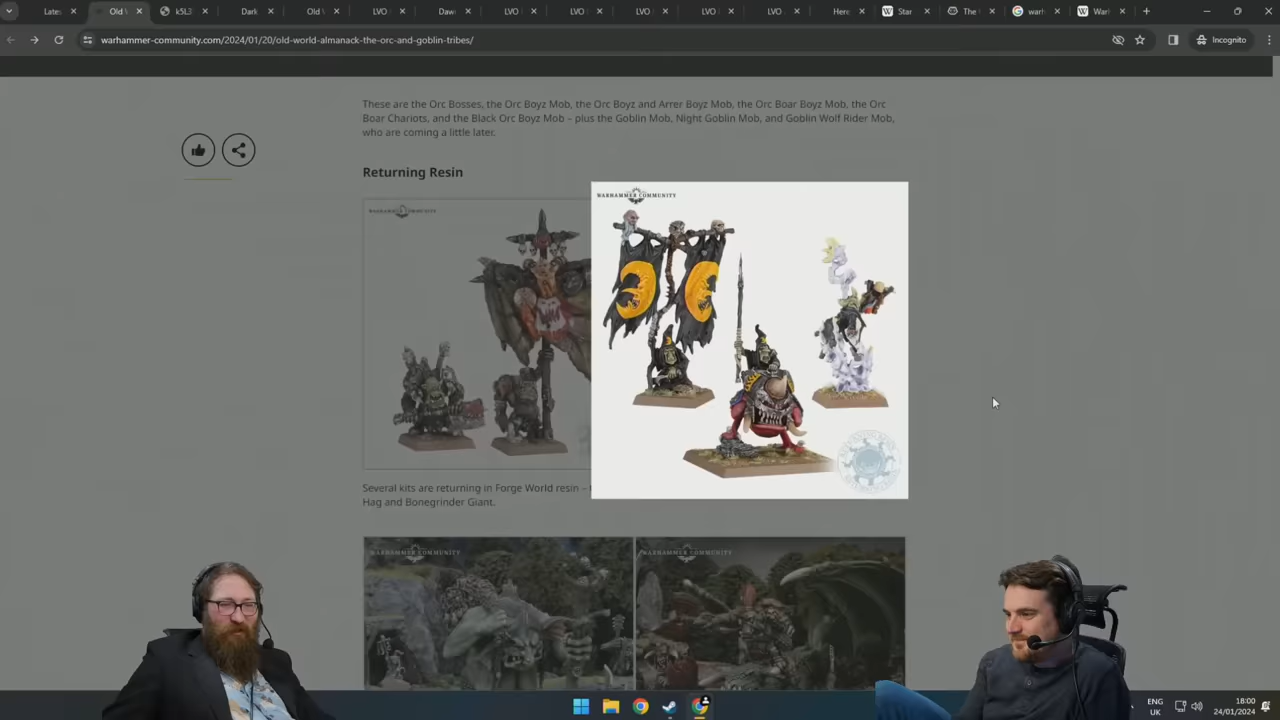 Late
Old W
k5L3
Dark
Old V
LVO
LVO
Daw
LVO
LVO
LVO
LVO
LVO
Here
Star
The
warh
Warh
warhammer-community.com/2024/01/20/old-world-almanack-the-orc-and-goblin-tribes/
Incognito
These are the Orc Bosses, the Orc Boyz Mob, the Orc Boyz and Arrer Boyz Mob, the Orc Boar Boyz Mob, the Orc
Boar Chariots, and the Black Orc Boyz Mob – plus the Goblin Mob, Night Goblin Mob, and Goblin Wolf Rider Mob,
who are coming a little later.
Returning Resin
WARHAMMER COMMUNITY
WARHAMMER COMMUNITY
Several kits are returning in Forge World resin –
Hag and Bonegrinder Giant.
WARHAMMER COMMUNITY
WARHAMMER COMMUNITY
ENG
UK
18:00
24/01/2024